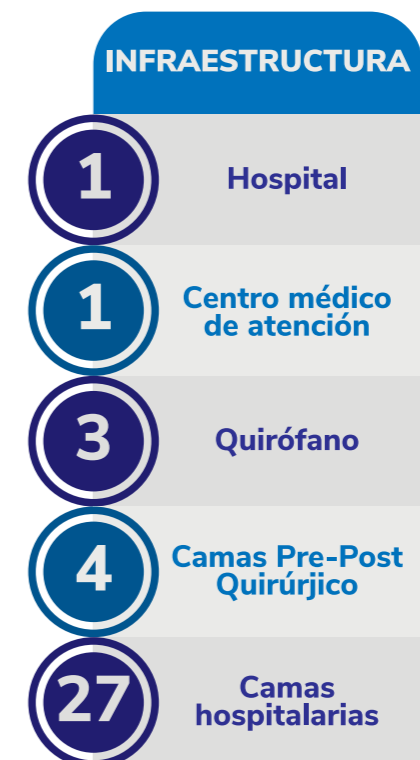 INFRAESTRUCTURA
1
Hospital
1
Centro médico
de atención
3
Quirófano
4
Camas Pre-Post
Quirúrjico
27
Camas
hospitalarias